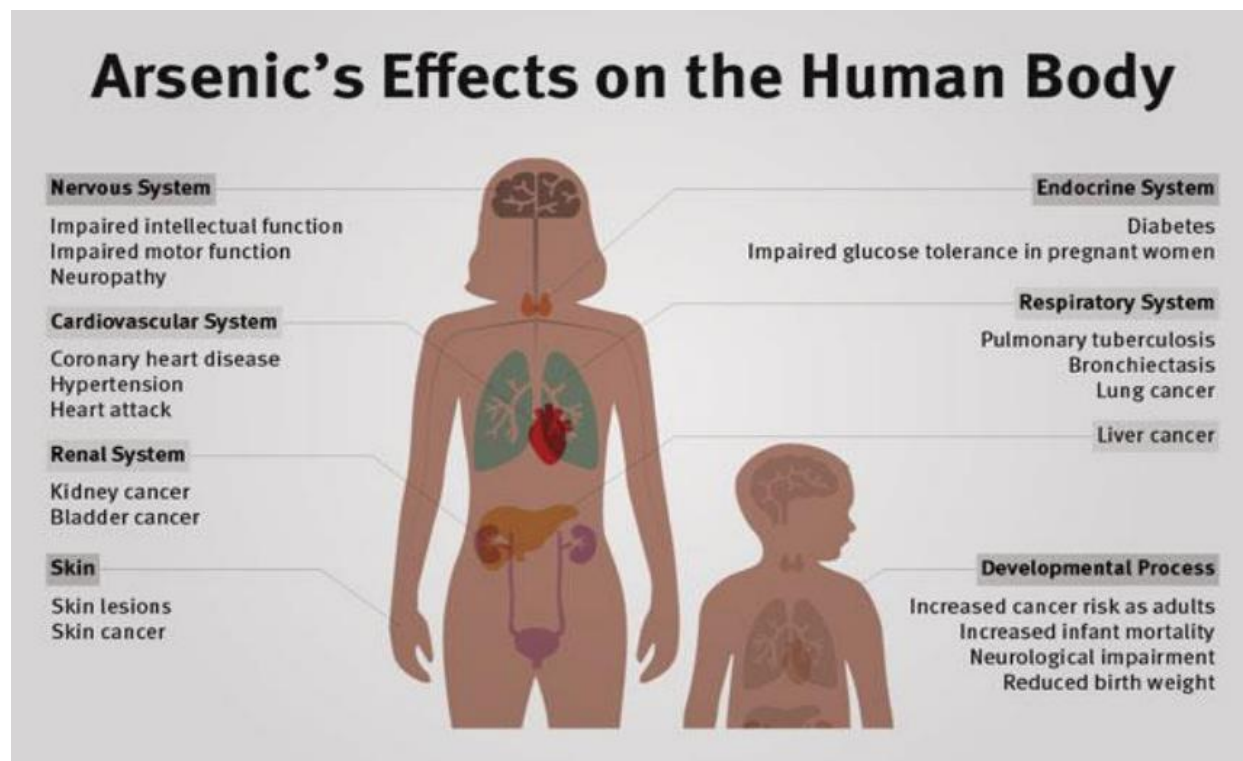 Arsenic's Effects on the Human Body
Nervous System
Impaired intellectual function
Impaired motor function
Neuropathy
Cardiovascular System
Coronary heart disease
Hypertension
Heart attack
Renal System
Kidney cancer
Bladder cancer
Skin
Skin lesions
Skin cancer
Endocrine System
Diabetes
Impaired glucose tolerance in pregnant women
Respiratory System
Pulmonary tuberculosis
Bronchiectasis
Lung cancer
Liver cancer
Developmental Process
Increased cancer risk as adults
Increased infant mortality
Neurological impairment
Reduced birth weight